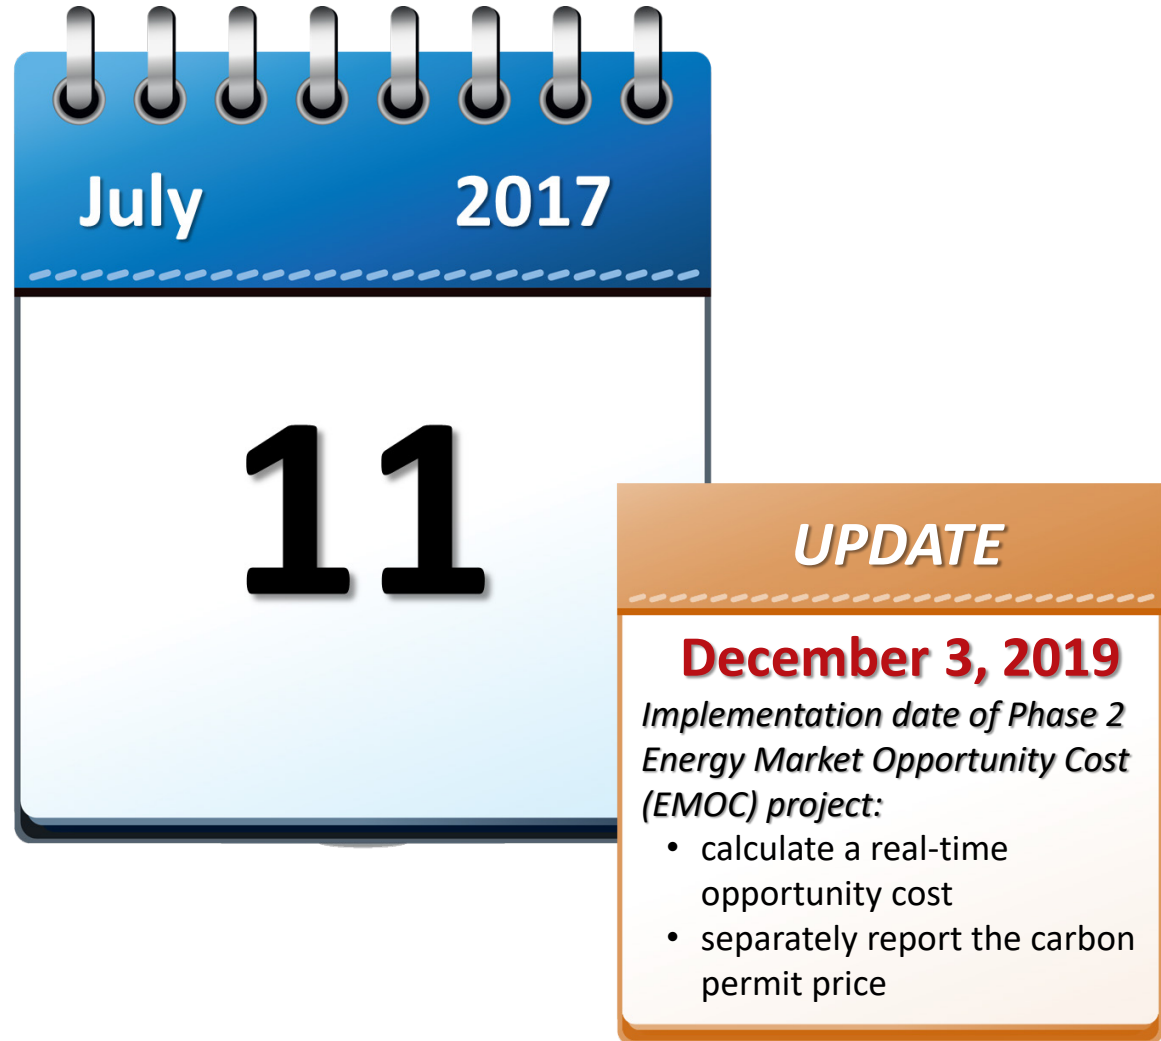 July 2017
11
UPDATE
December 3, 2019
Implementation date of Phase 2
Energy Market Opportunity Cost
(EMOC) project:
• calculate a real-time
opportunity cost
• separately report the carbon
permit price